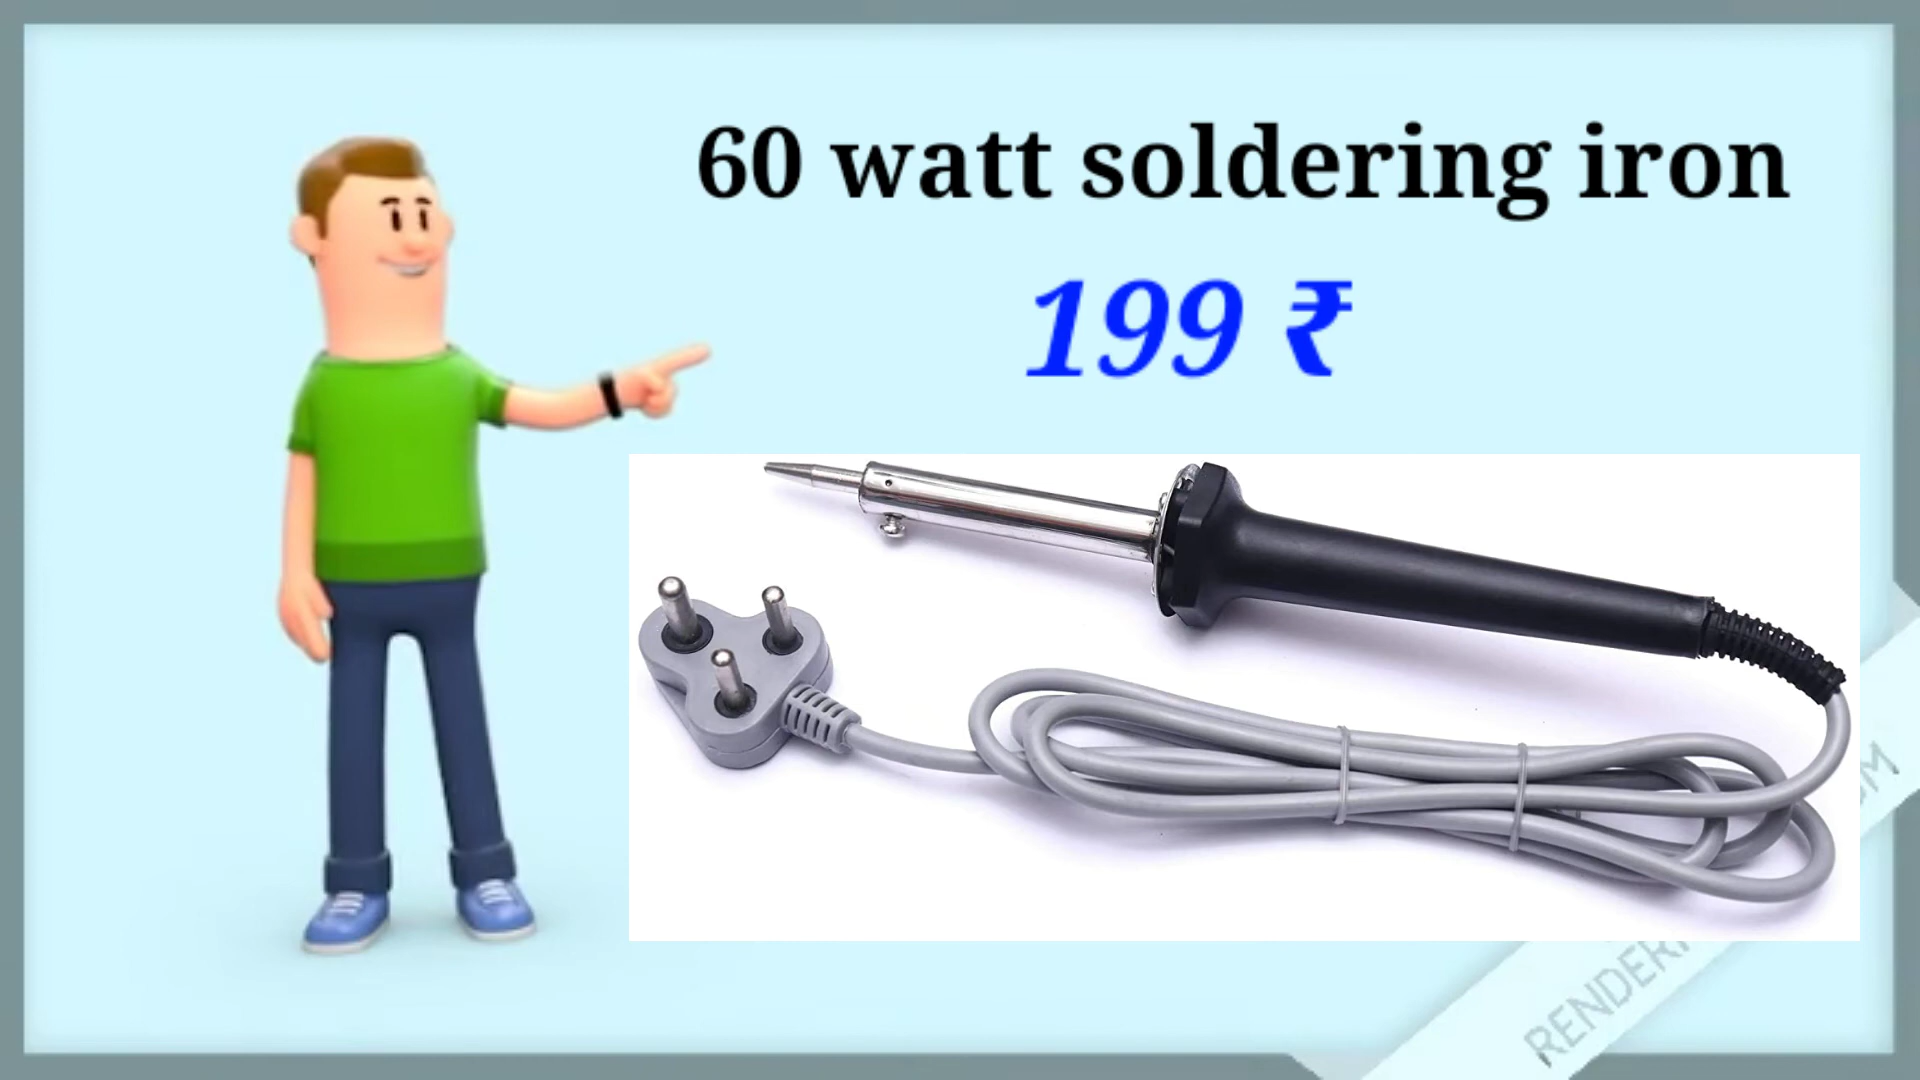 60 watt soldering iron
199 ₹